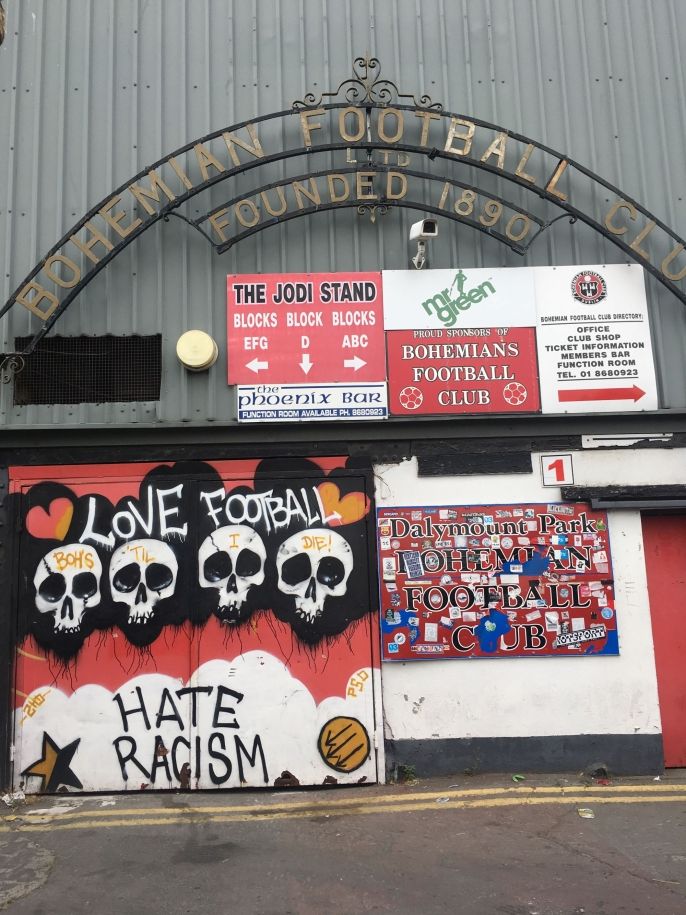 BOHEMIAN FOOTBALL CLU
LTD
FOUNDED 1890
THE JODI STAND
BLOCKS BLOCK BLOCKS
EFG D ABC
the
phoenix BAR
FUNCTION ROOM AVAILABLE PH. 8680923
mr
green
PROUD SPONSORS OF
BOHEMIANS
FOOTBALL
CLUB
BOHEMIAN FOOTBALL CLUB DIRECTORY:
OFFICE
CLUB SHOP
TICKET INFORMATION
MEMBERS BAR
FUNCTION ROOM
TEL. 01 8680923
1
LOVE FOOTBALL
BOH'S 'TIL I DIE!
HATE
RACISM
PSD
Dalymount Park
BOHEMIAN
FOOTBALL
CLUB